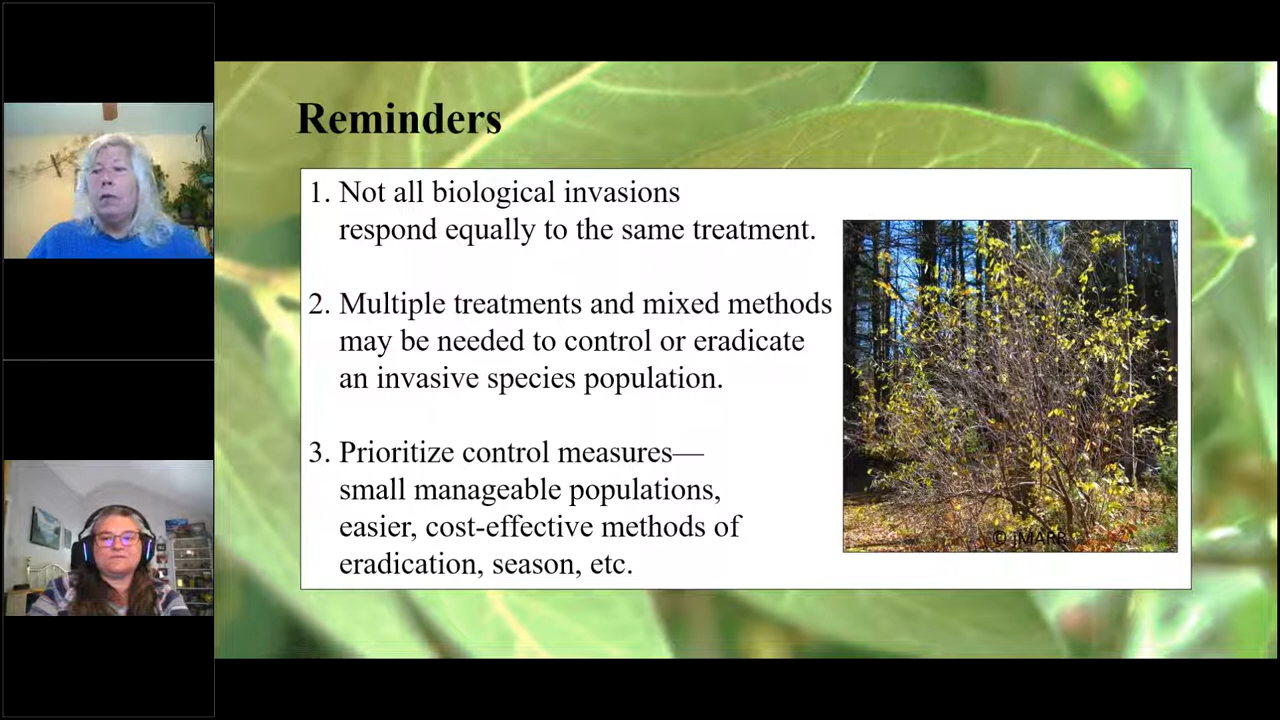 Reminders
1. Not all biological invasions
respond equally to the same treatment.
2. Multiple treatments and mixed methods
may be needed to control or eradicate
an invasive species population.
3. Prioritize control measures—
small manageable populations,
easier, cost-effective methods of
eradication, season, etc.
© JMARR